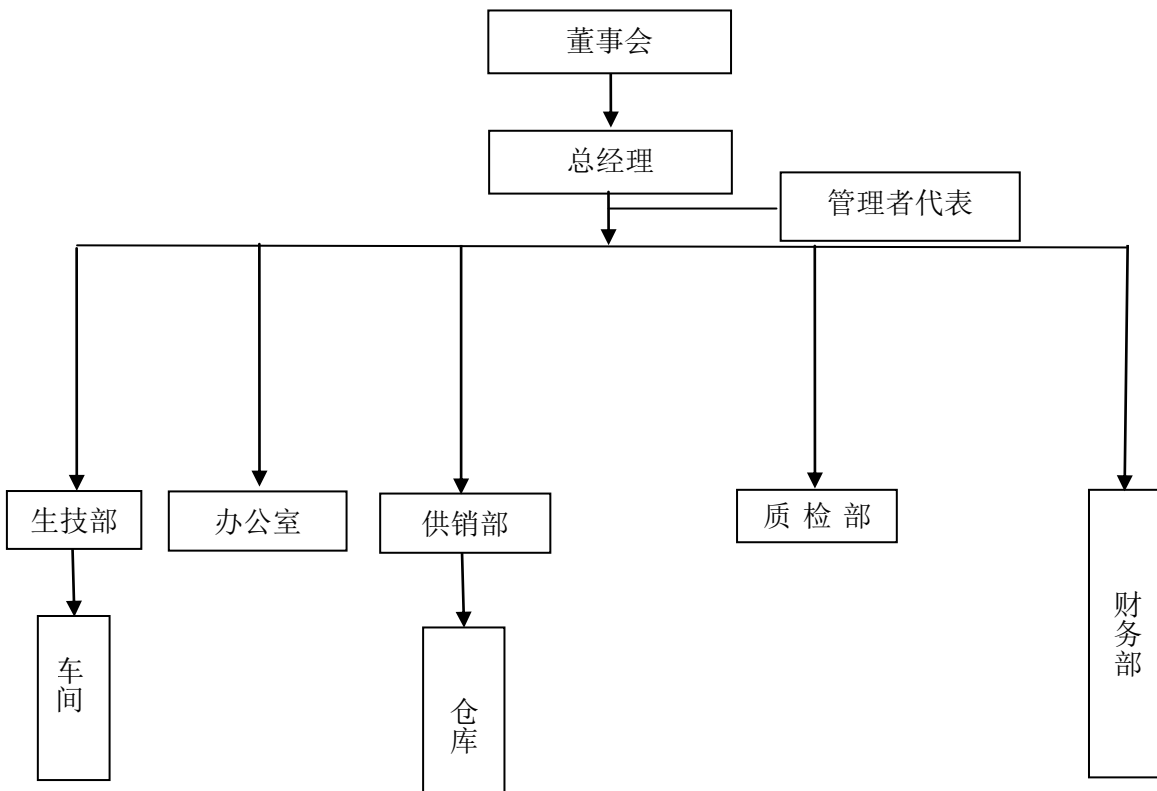 董事会
总经理
管理者代表
生技部
办公室
供销部
质 检 部
财务部
车间
仓库